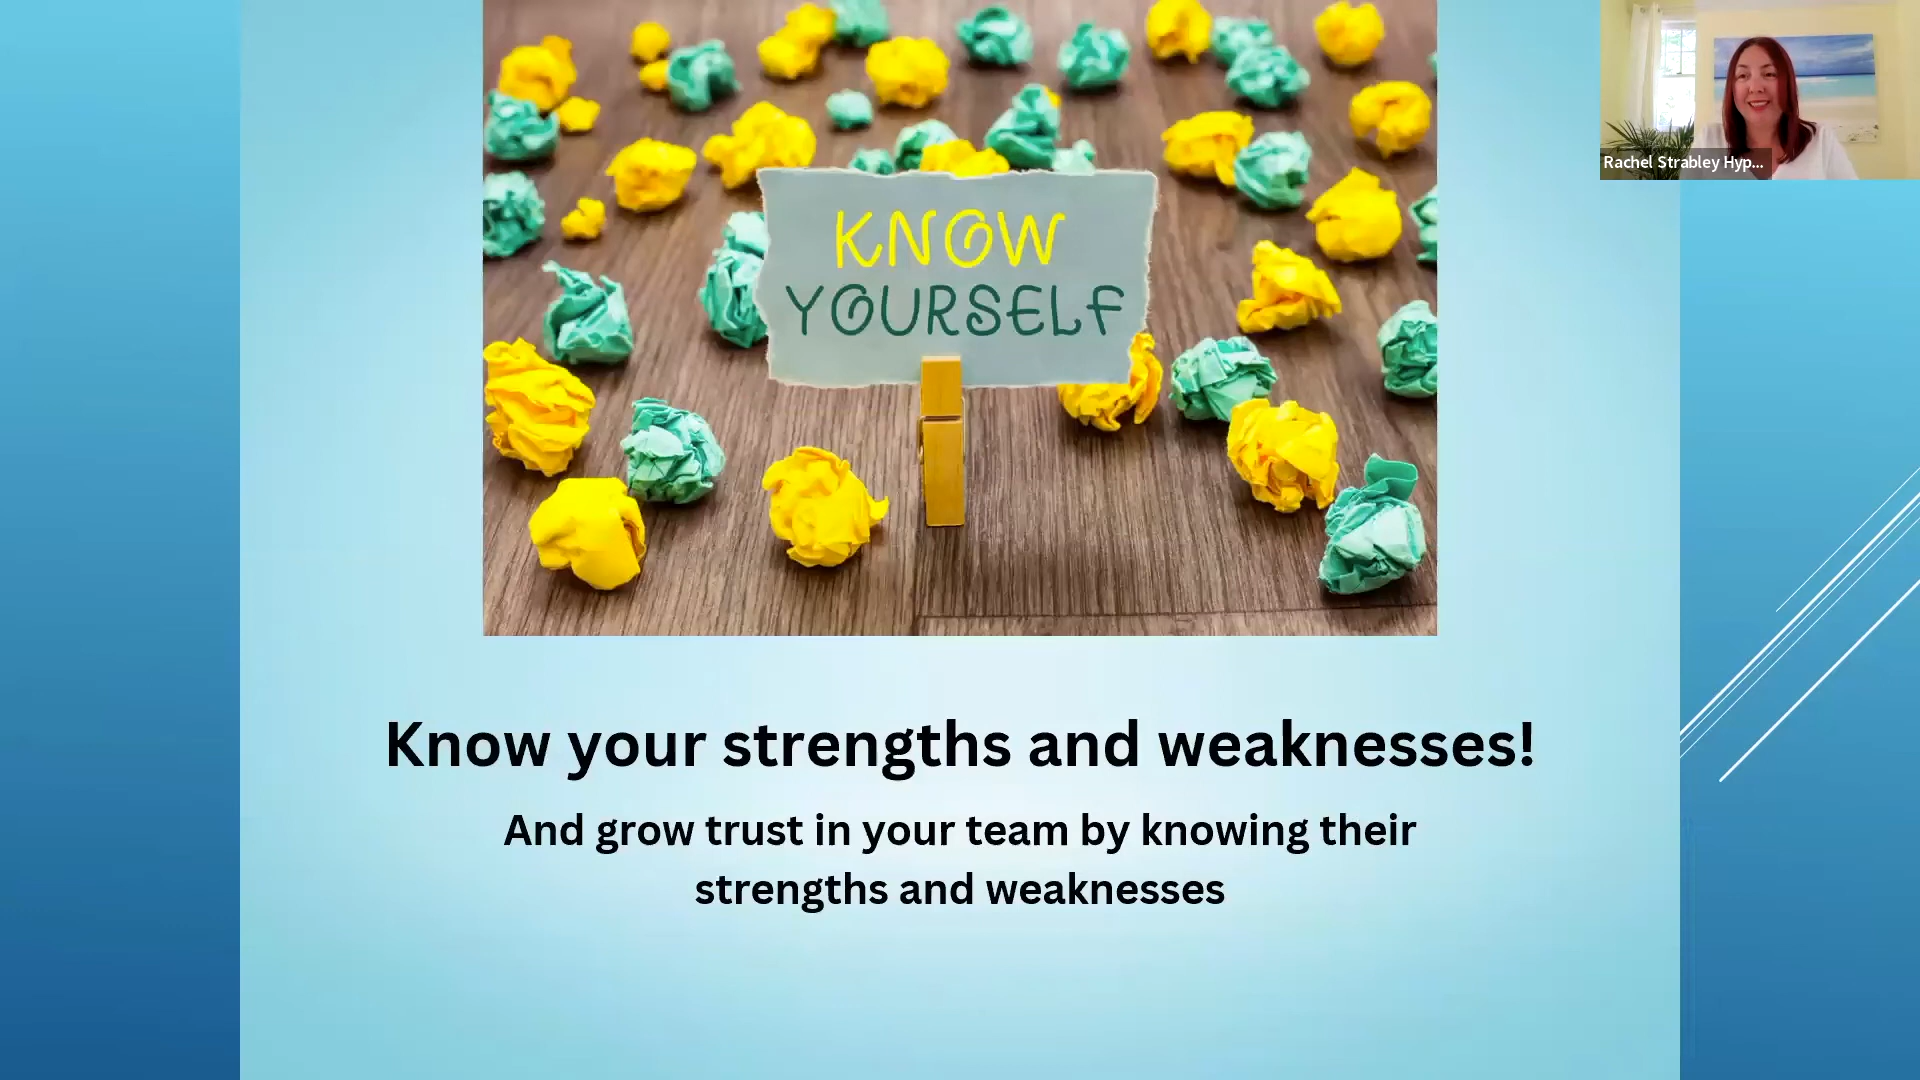 KNOW
YOURSELF
Rachel Strabley Hyp...
Know your strengths and weaknesses!
And grow trust in your team by knowing their
strengths and weaknesses